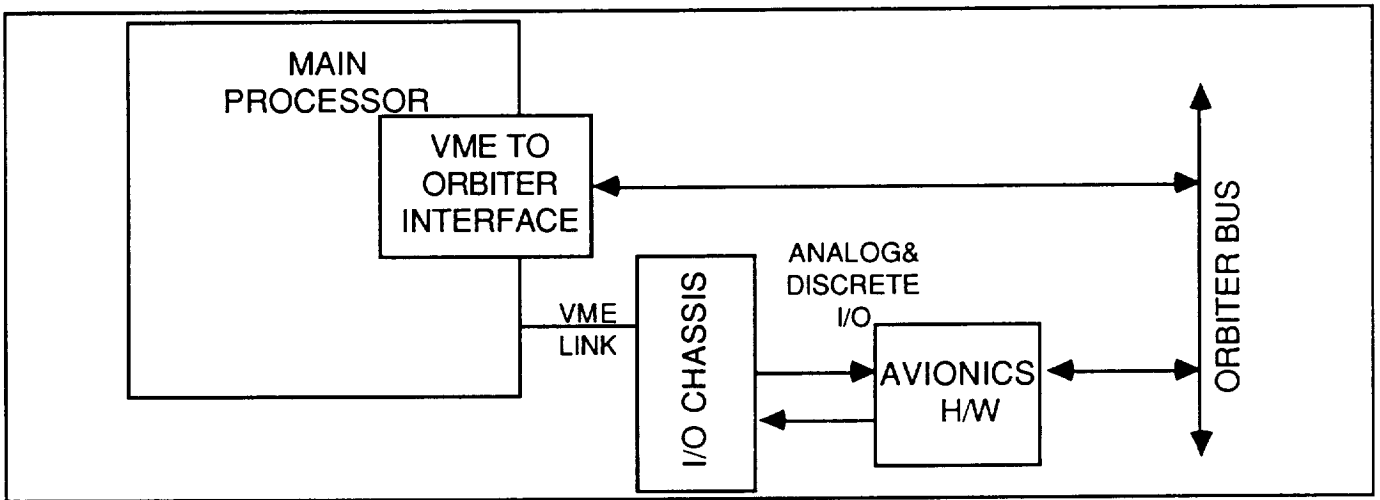 MAIN
PROCESSOR
VME TO
ORBITER
INTERFACE
VME
LINK
I/O CHASSIS
ANALOG&
DISCRETE
I/O
AVIONICS
H/W
ORBITER BUS